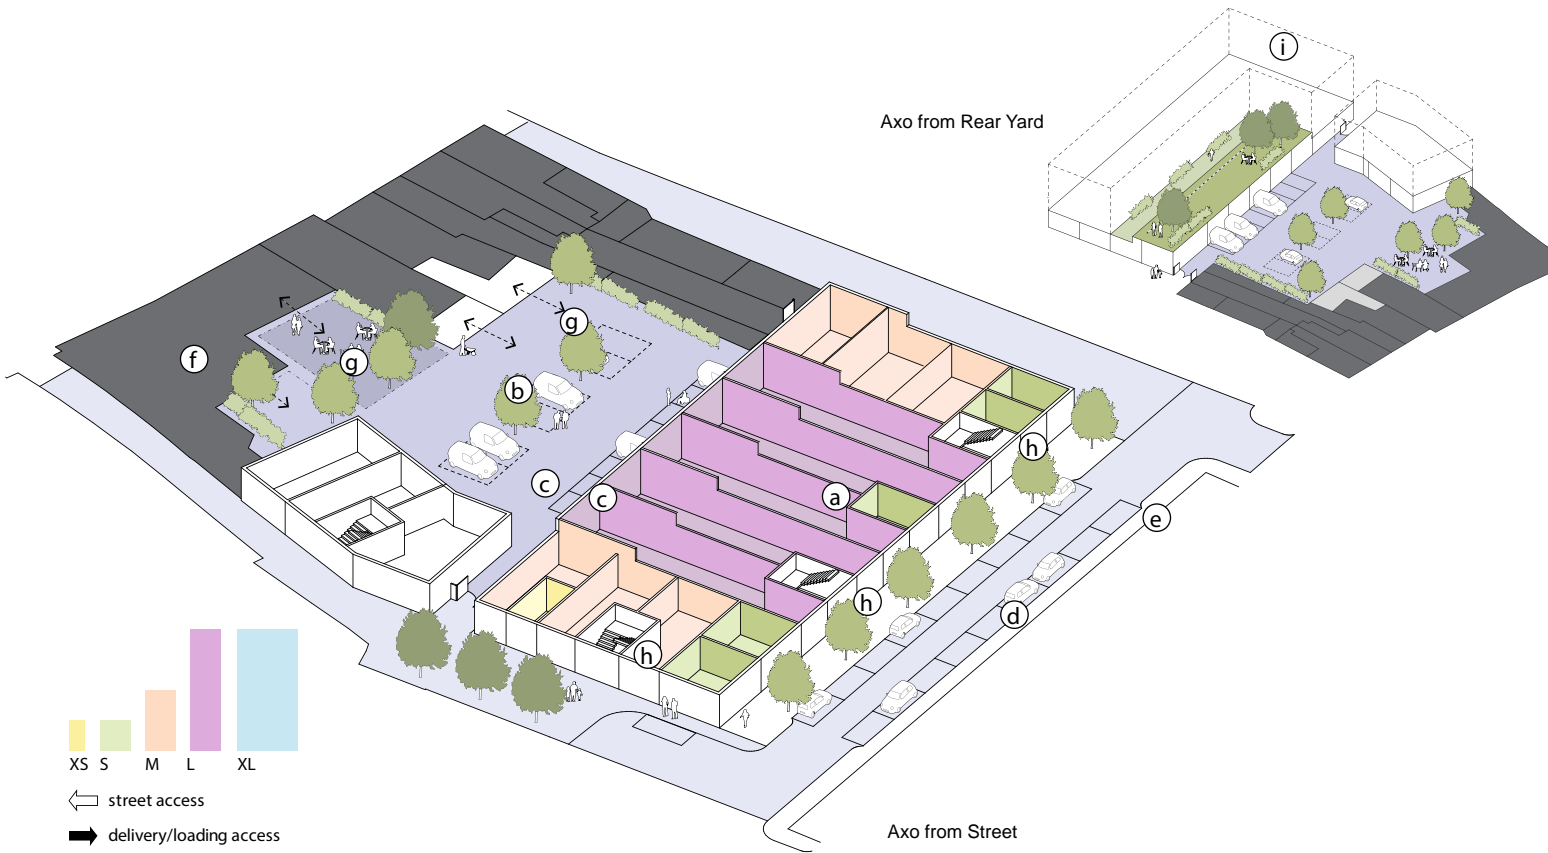 i
Axo from Rear Yard
g
f
g
b
h
c
c
a
e
h
d
h
XS S M L XL
street access
delivery/loading access
Axo from Street